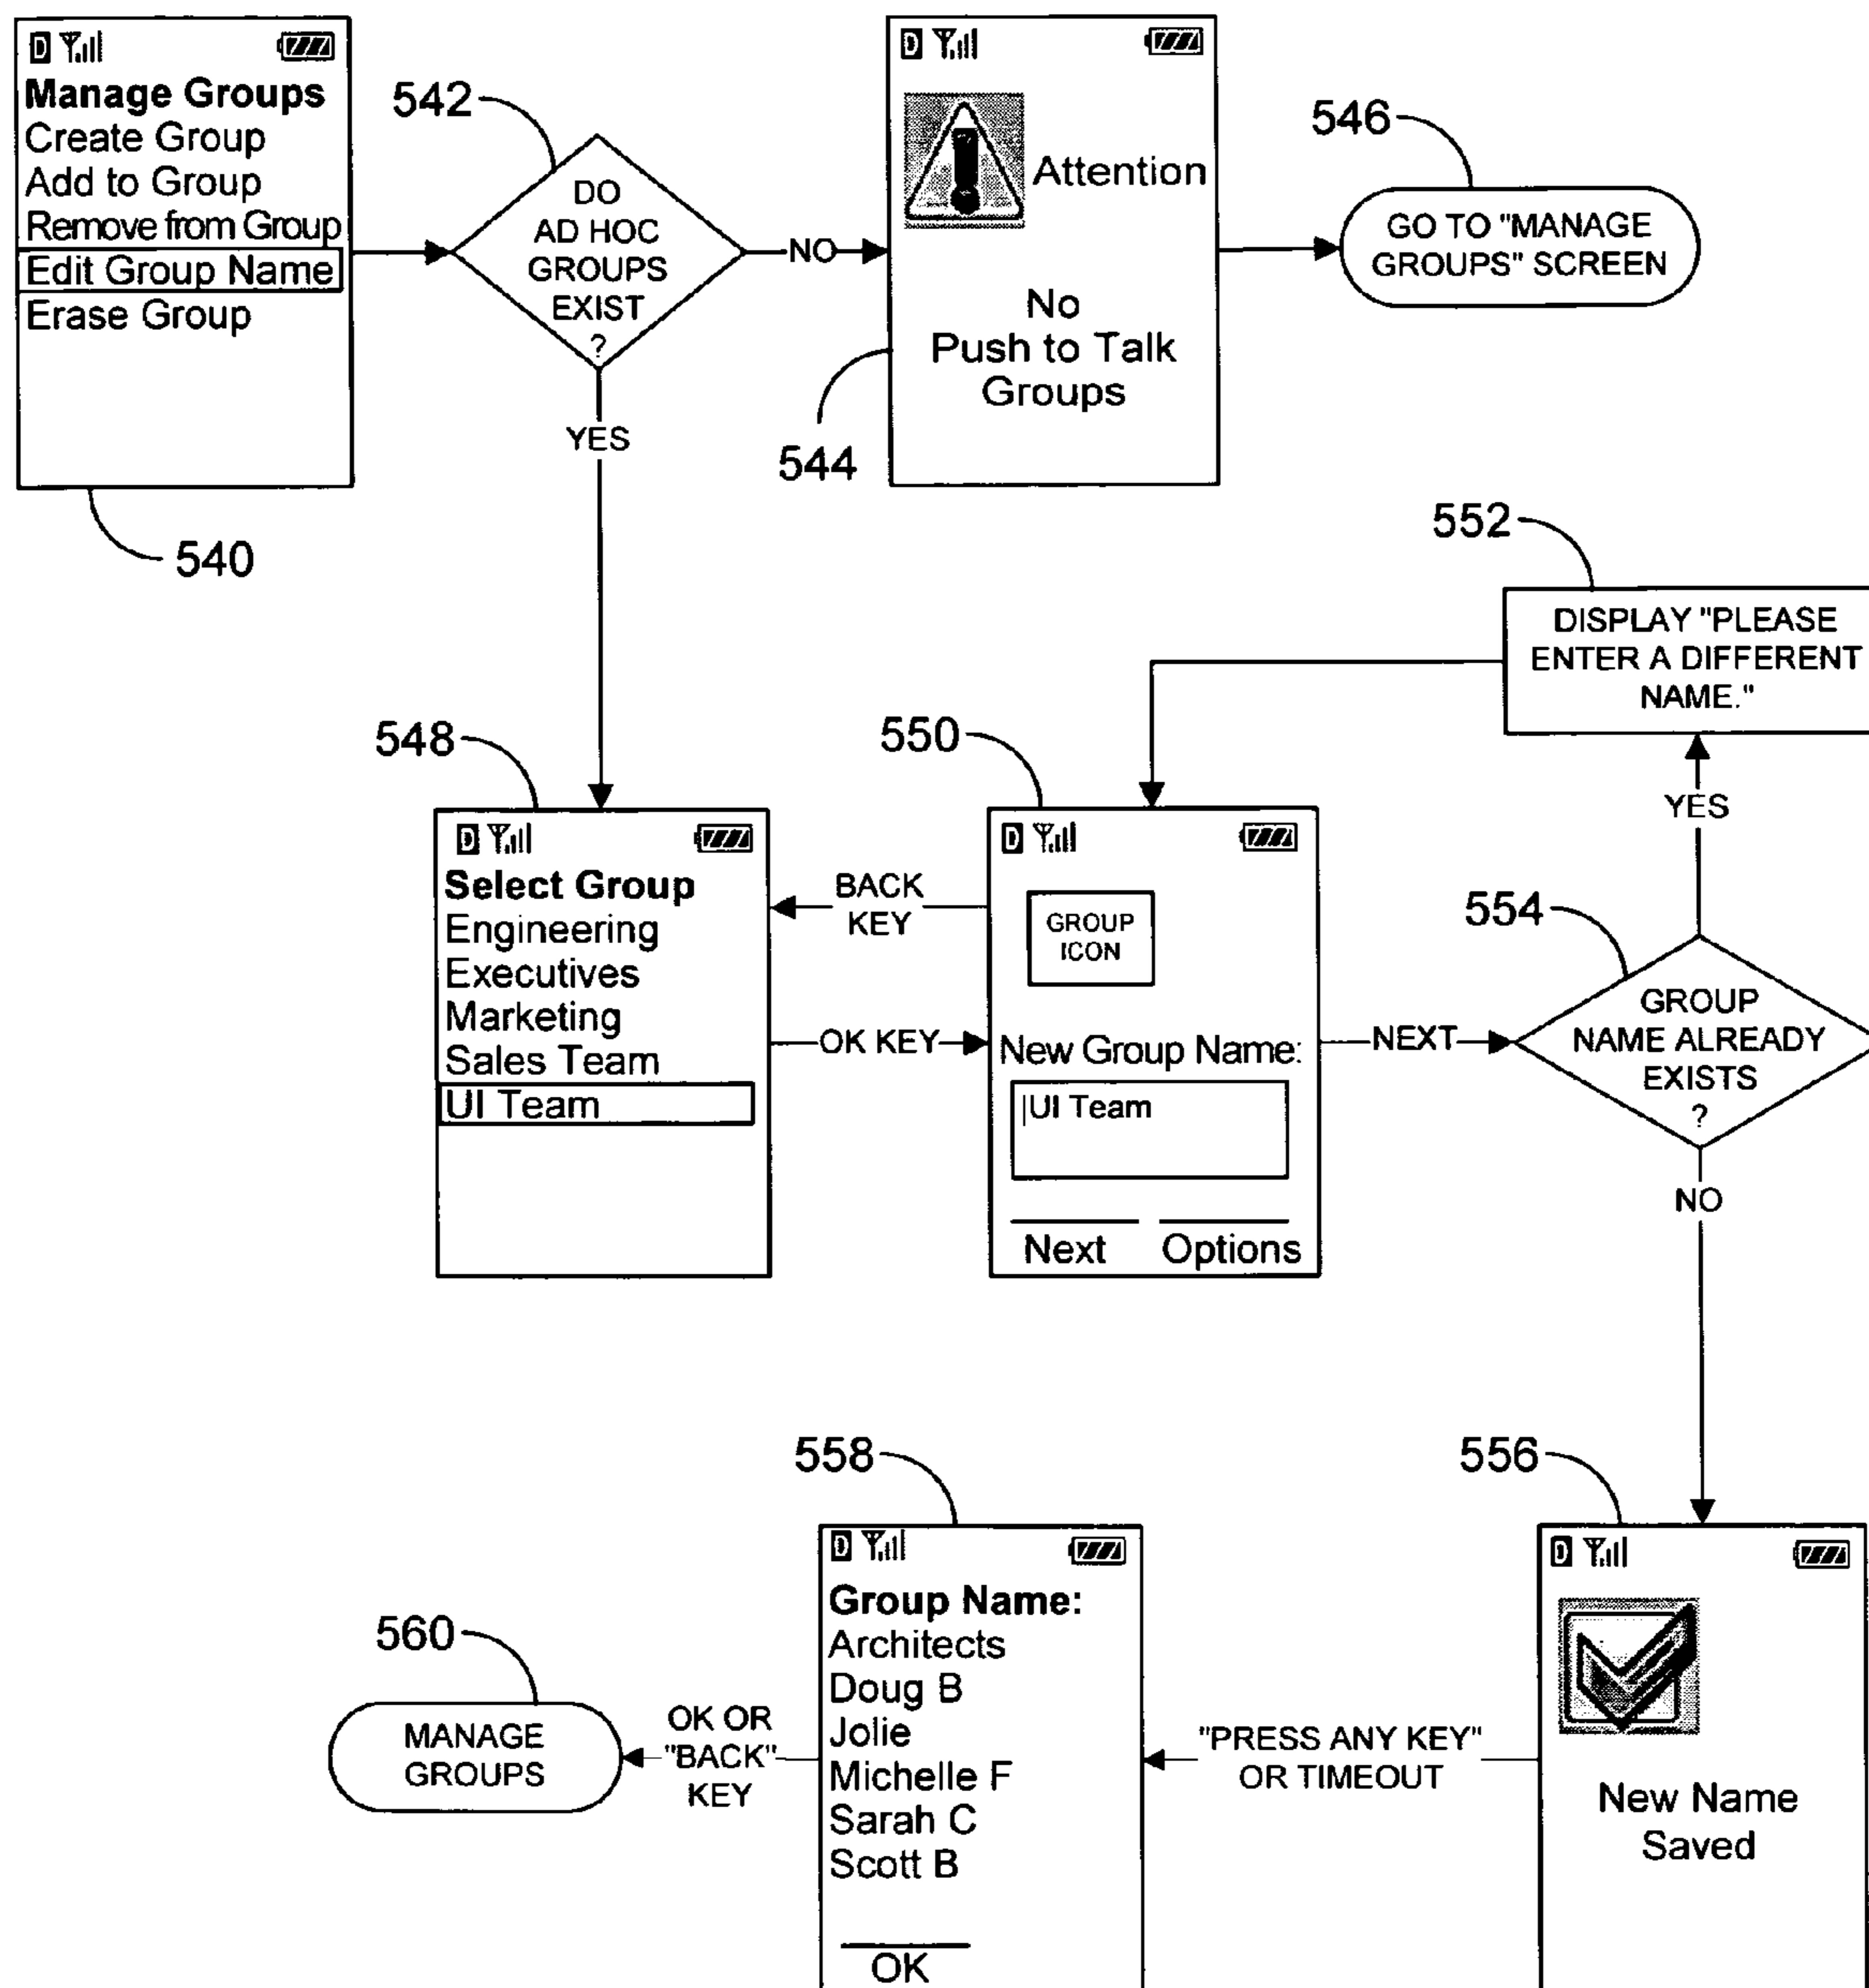 D
Manage Groups
Create Group
Add to Group
Remove from Group
Edit Group Name
Erase Group
540
542
DO
AD HOC
GROUPS
EXIST
?
NO
YES
D
Attention
No
Push to Talk
Groups
544
546
GO TO "MANAGE
GROUPS" SCREEN
552
DISPLAY "PLEASE
ENTER A DIFFERENT
NAME."
548
D
Select Group
Engineering
Executives
Marketing
Sales Team
UI Team
BACK
KEY
OK KEY
550
D
GROUP
ICON
New Group Name:
UI Team
Next
Options
NEXT
554
GROUP
NAME ALREADY
EXISTS
?
YES
NO
556
D
New Name
Saved
"PRESS ANY KEY"
OR TIMEOUT
558
D
Group Name:
Architects
Doug B
Jolie
Michelle F
Sarah C
Scott B
OK
OK OR
"BACK"
KEY
560
MANAGE
GROUPS